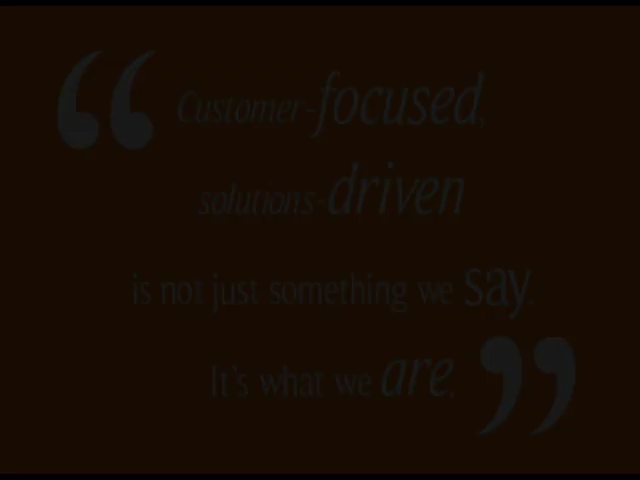 “Customer-focused,
solutions-driven
is not just something we say.
It's what we are.”